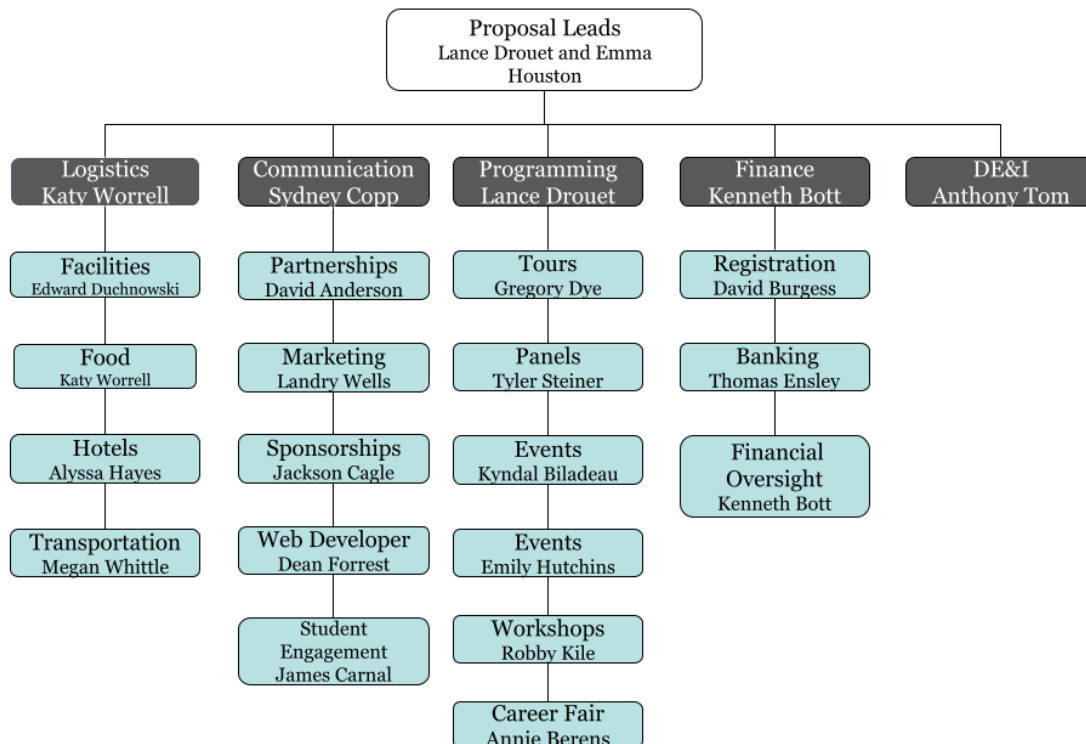 Proposal Leads
Lance Drouet and Emma
Houston
Logistics
Katy Worrell
Communication
Sydney Copp
Programming
Lance Drouet
Finance
Kenneth Bott
DE&I
Anthony Tom
Facilities
Edward Duchnowski
Partnerships
David Anderson
Tours
Gregory Dye
Registration
David Burgess
Food
Katy Worrell
Marketing
Landry Wells
Panels
Tyler Steiner
Banking
Thomas Ensley
Hotels
Alyssa Hayes
Sponsorships
Jackson Cagle
Events
Kyndal Biladeau
Financial
Oversight
Kenneth Bott
Transportation
Megan Whittle
Web Developer
Dean Forrest
Events
Emily Hutchins
Student
Engagement
James Carnal
Workshops
Robby Kile
Career Fair
Annie Berens